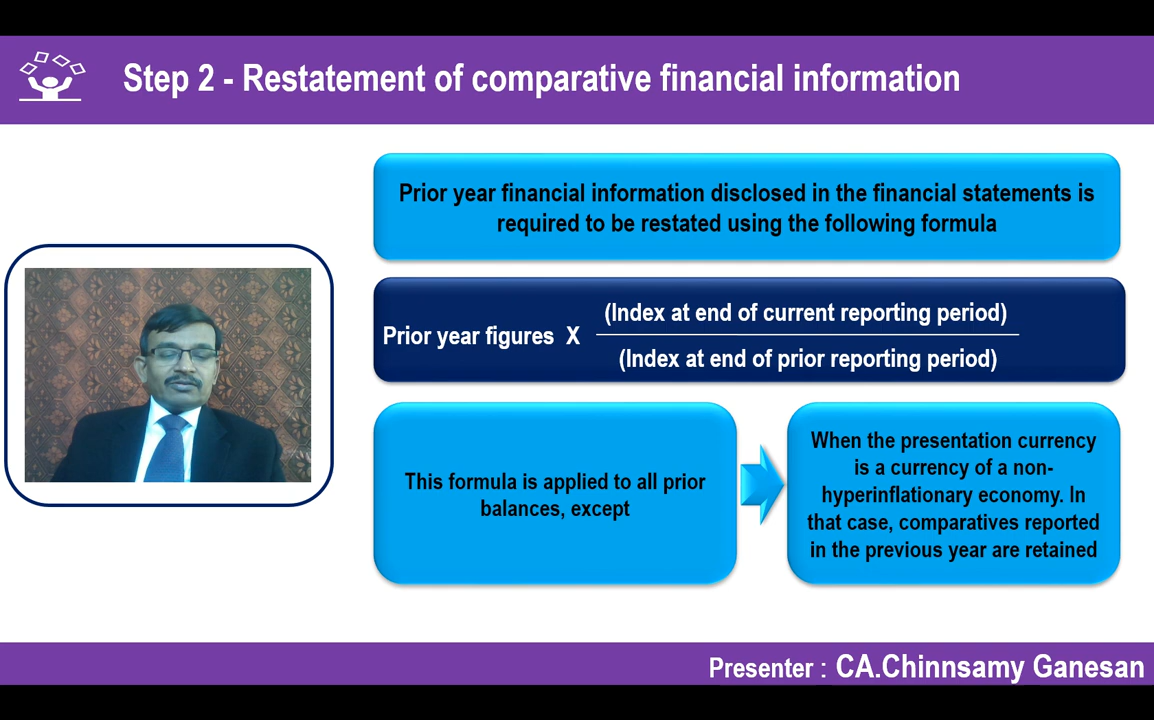 Step 2 - Restatement of comparative financial information
Prior year financial information disclosed in the financial statements is
required to be restated using the following formula
Prior year figures X
(Index at end of current reporting period)
(Index at end of prior reporting period)
This formula is applied to all prior
balances, except
When the presentation currency
is a currency of a non-
hyperinflationary economy. In
that case, comparatives reported
in the previous year are retained
Presenter : CA.Chinnsamy Ganesan